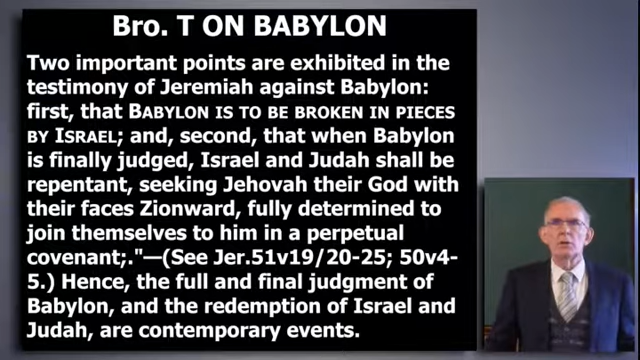 Bro. T ON BABYLON
Two important points are exhibited in the
testimony of Jeremiah against Babylon:
first, that BABYLON IS TO BE BROKEN IN PIECES
BY ISRAEL; and, second, that when Babylon
is finally judged, Israel and Judah shall be
repentant, seeking Jehovah their God with
their faces Zionward, fully determined to
join themselves to him in a perpetual
covenant;."—(See Jer.51v19/20-25; 50v4-
5.) Hence, the full and final judgment of
Babylon, and the redemption of Israel and
Judah, are contemporary events.